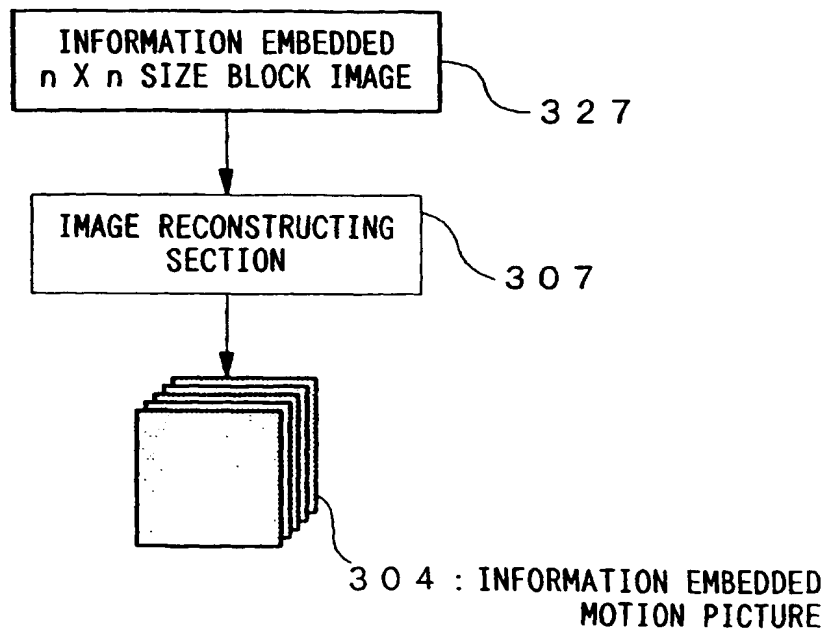 INFORMATION EMBEDDED
n X n SIZE BLOCK IMAGE
327
IMAGE RECONSTRUCTING
SECTION
307
304 : INFORMATION EMBEDDED
MOTION PICTURE